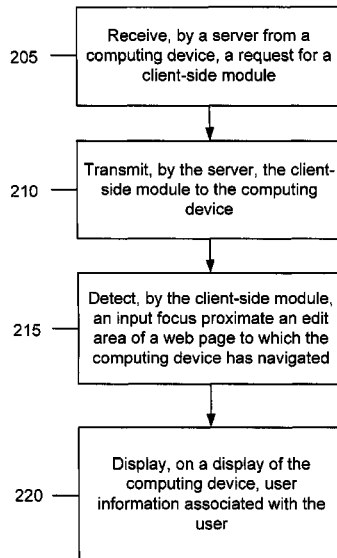 205
Receive, by a server from a
computing device, a request for a
client-side module
210
Transmit, by the server, the client-
side module to the computing
device
215
Detect, by the client-side module,
an input focus proximate an edit
area of a web page to which the
computing device has navigated
220
Display, on a display of the
computing device, user
information associated with the
user